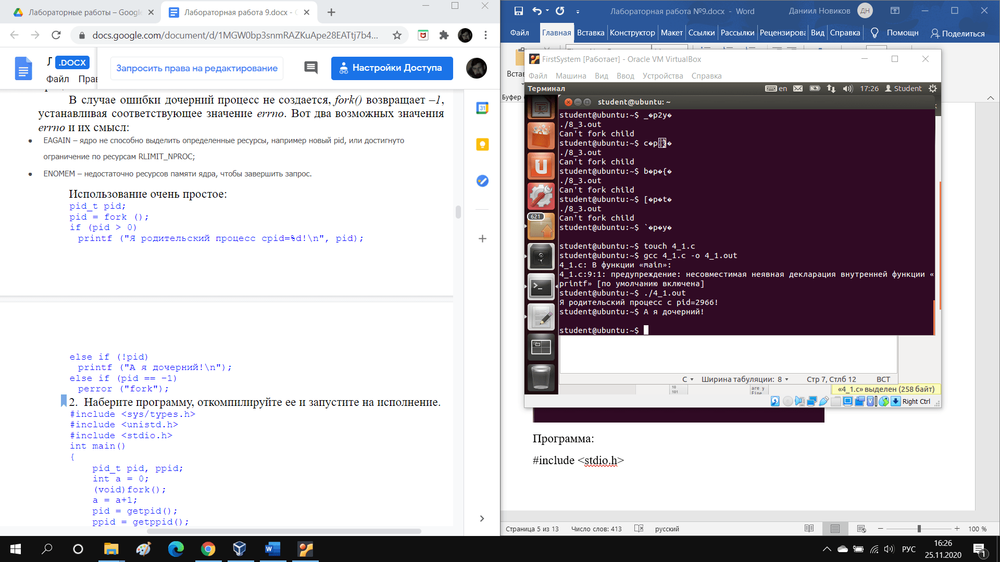 Лабораторные работы – Google
Лабораторная работа 9.docx - G
docs.google.com/document/d/1MGW0bp3snmRAZKuApe28EATtj7b4...
Л .DOCX
Файл Прав
Запросить права на редактирование
Настройки Доступа
В случае ошибки дочерний процесс не создается, fork() возвращает –1,
устанавливая соответствующее значение errno. Вот два возможных значения
errno и их смысл:
• EAGAIN – ядро не способно выделить определенные ресурсы, например новый pid, или достигнуто
ограничение по ресурсам RLIMIT_NPROC;
• ENOMEM – недостаточно ресурсов памяти ядра, чтобы завершить запрос.
Использование очень простое:
pid_t pid;
pid = fork ();
if (pid > 0)
printf ("Я родительский процесс cpid=%d!\n", pid);
else if (!pid)
printf ("А я дочерний!\n");
else if (pid == −1)
perror ("fork");
2. Наберите программу, откомпилируйте ее и запустите на исполнение.
#include <sys/types.h>
#include <unistd.h>
#include <stdio.h>
int main()
{
pid_t pid, ppid;
int a = 0;
(void)fork();
a = a+1;
pid = getpid();
ppid = getppid();
31
Лабораторная работа №9.docx - Word
Даниил Новиков ДН
Файл Главная Вставка Конструктор Макет Ссылки Рассылки Рецензирова Вид Справка Помощн Поделиться
Встав
Буфер
FirstSystem [Работает] - Oracle VM VirtualBox
Файл Машина Вид Ввод Устройства Справка
Терминал en 17:26 Student
student@ubuntu: ~
student@ubuntu:~$ _�p2y�
./8_3.out
Can't fork child
student@ubuntu:~$ c�p�
./8_3.out
Can't fork child
student@ubuntu:~$ b�p�{�
./8_3.out
Can't fork child
student@ubuntu:~$ [�p�t�
./8_3.out
Can't fork child
student@ubuntu:~$ `�p�y�
student@ubuntu:~$ touch 4_1.c
student@ubuntu:~$ gcc 4_1.c -o 4_1.out
4_1.c: В функции «main»:
4_1.c:9:1: предупреждение: несовместимая неявная декларация внутренней функции «
printf» [по умолчанию включена]
student@ubuntu:~$ ./4_1.out
Я родительский процесс с pid=2966!
student@ubuntu:~$ А я дочерний!
student@ubuntu:~$
621
C Ширина табуляции: 8 Стр 7, Стлб 12 ВСТ
10
101
are y
Fine
«4_1.c» выделен (258 байт)
Right Ctrl
Программа:
#include <stdio.h>
Страница 5 из 13 Число слов: 413 русский 100 %
РУС
16:26
25.11.2020
1